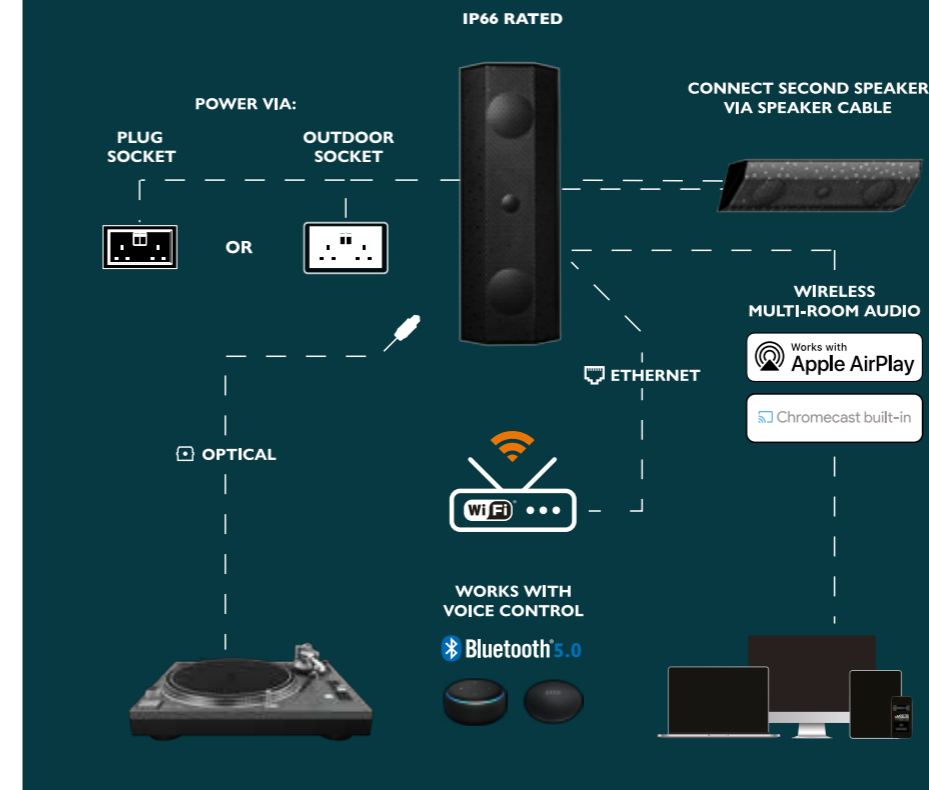 IP66 RATED
CONNECT SECOND SPEAKER
VIA SPEAKER CABLE
POWER VIA:
PLUG
SOCKET
OUTDOOR
SOCKET
OR
WIRELESS
MULTI-ROOM AUDIO
Works with
Apple AirPlay
ETHERNET
Chromecast built-in
OPTICAL
WiFi
WORKS WITH
VOICE CONTROL
Bluetooth® 5.0